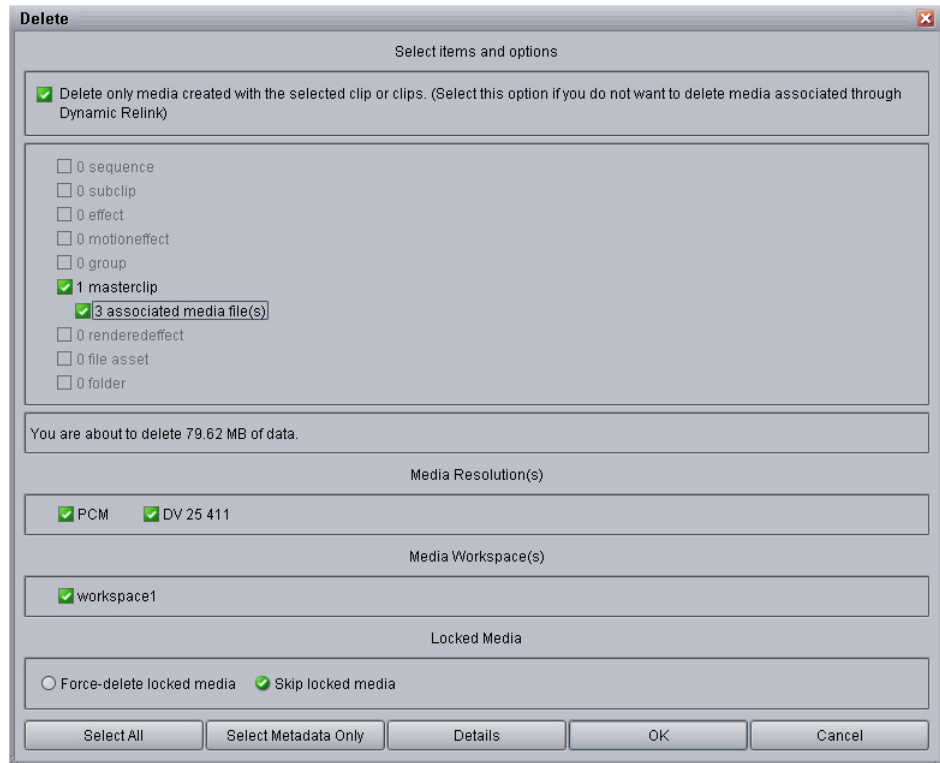 Delete
Select items and options
Delete only media created with the selected clip or clips. (Select this option if you do not want to delete media associated through
Dynamic Relink)
0 sequence
0 subclip
0 effect
0 motioneffect
0 group
1 masterclip
3 associated media file(s)
0 renderedeffect
0 file asset
0 folder
You are about to delete 79.62 MB of data.
Media Resolution(s)
PCM DV 25 411
Media Workspace(s)
workspace1
Locked Media
Force-delete locked media Skip locked media
Select All Select Metadata Only Details OK Cancel